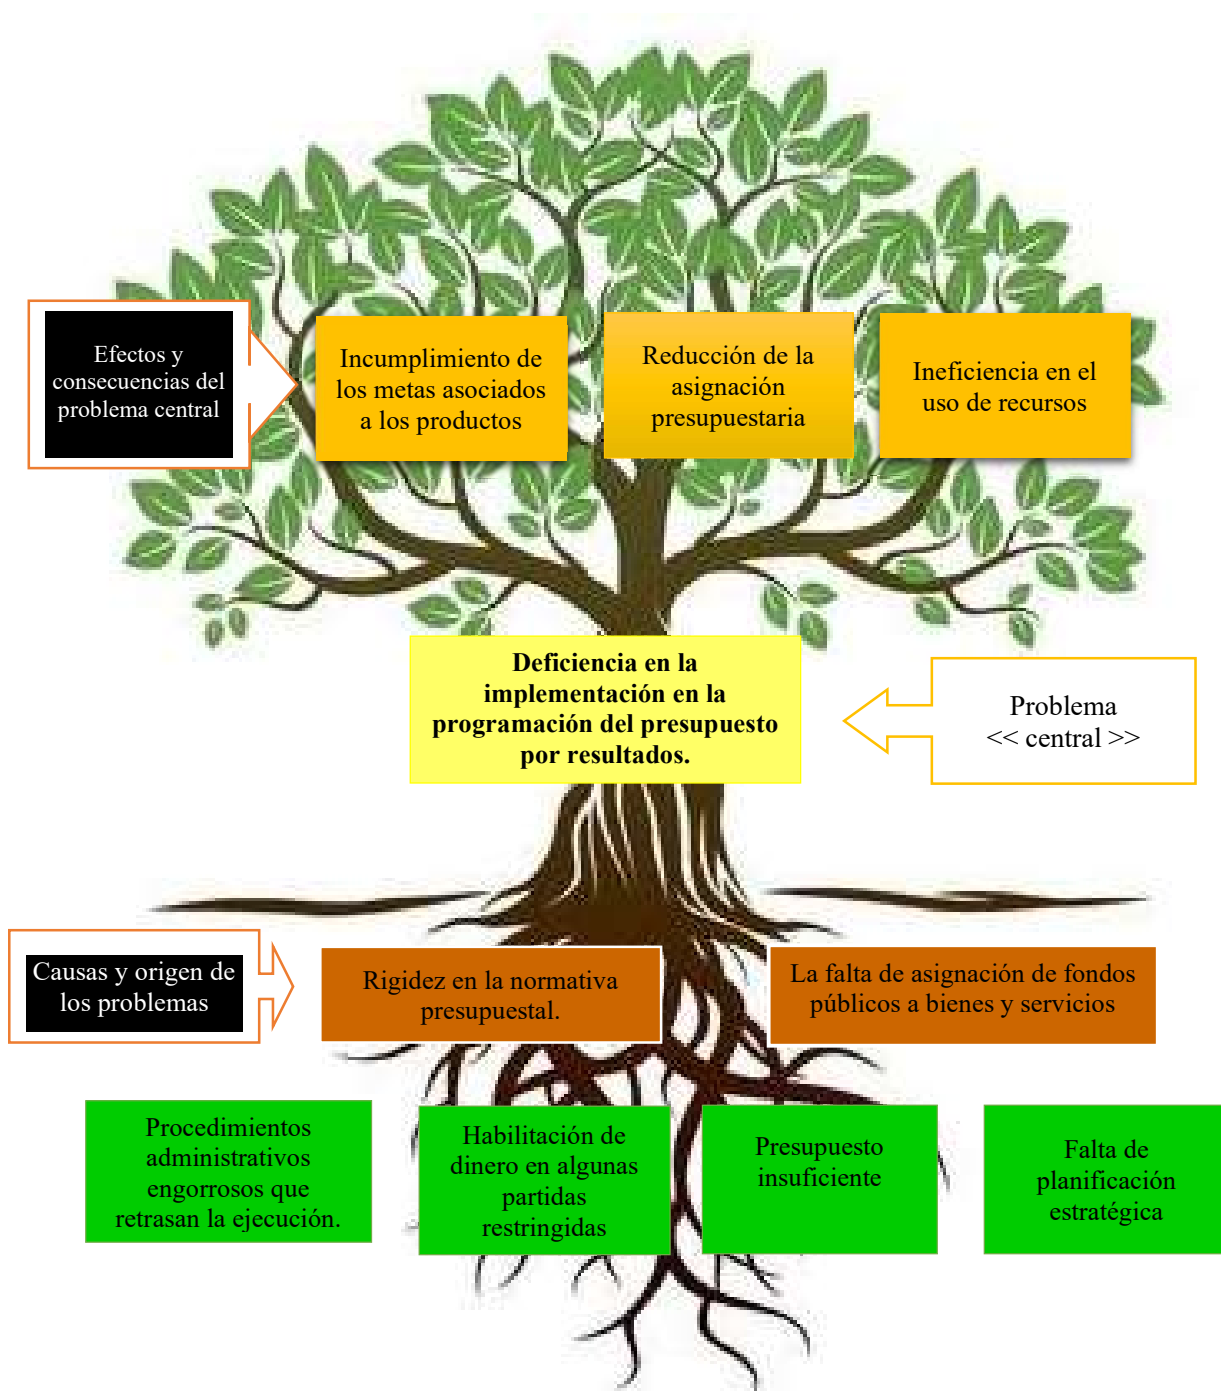 Efectos y
consecuencias del
problema central
Incumplimiento de
los metas asociados
a los productos
Reducción de la
asignación
presupuestaria
Ineficiencia en el
uso de recursos
Deficiencia en la
implementación en la
programación del presupuesto
por resultados.
Problema
<< central >>
Causas y origen de
los problemas
Rigidez en la normativa
presupuestal.
La falta de asignación de fondos
públicos a bienes y servicios
Procedimientos
administrativos
engorrosos que
retrasan la ejecución.
Habilitación de
dinero en algunas
partidas
restringidas
Presupuesto
insuficiente
Falta de
planificación
estratégica